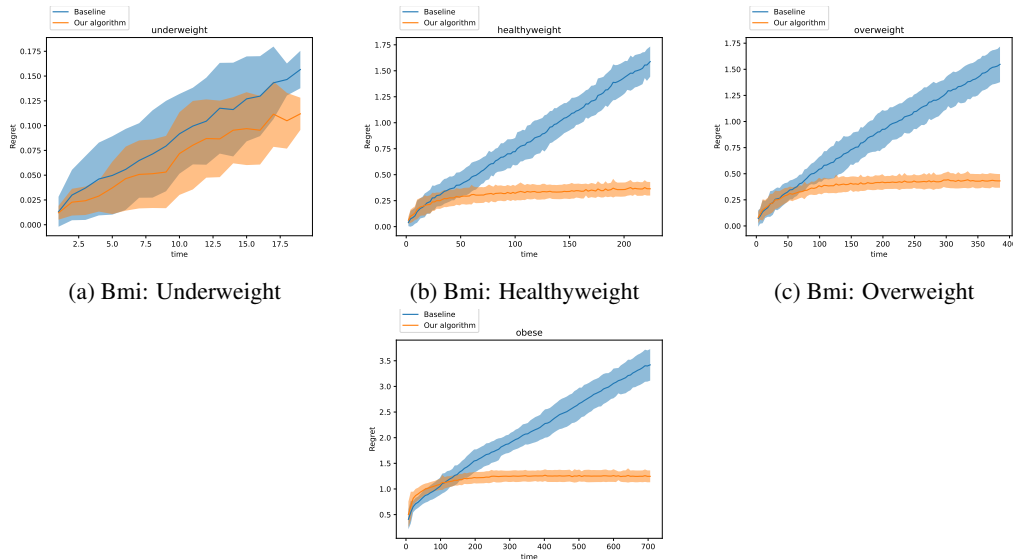 Baseline
Our algorithm
underweight
Regret
0.175
0.150
0.125
0.100
0.075
0.050
0.025
0.000
2.5 5.0 7.5 10.0 12.5 15.0 17.5
time
(a) Bmi: Underweight
Baseline
Our algorithm
healthyweight
Regret
1.75
1.50
1.25
1.00
0.75
0.50
0.25
0.00
0 50 100 150 200
time
(b) Bmi: Healthyweight
Baseline
Our algorithm
overweight
Regret
1.75
1.50
1.25
1.00
0.75
0.50
0.25
0.00
0 50 100 150 200 250 300 350 400
time
(c) Bmi: Overweight
Baseline
Our algorithm
obese
Regret
3.5
3.0
2.5
2.0
1.5
1.0
0.5
0 100 200 300 400 500 600 700
time